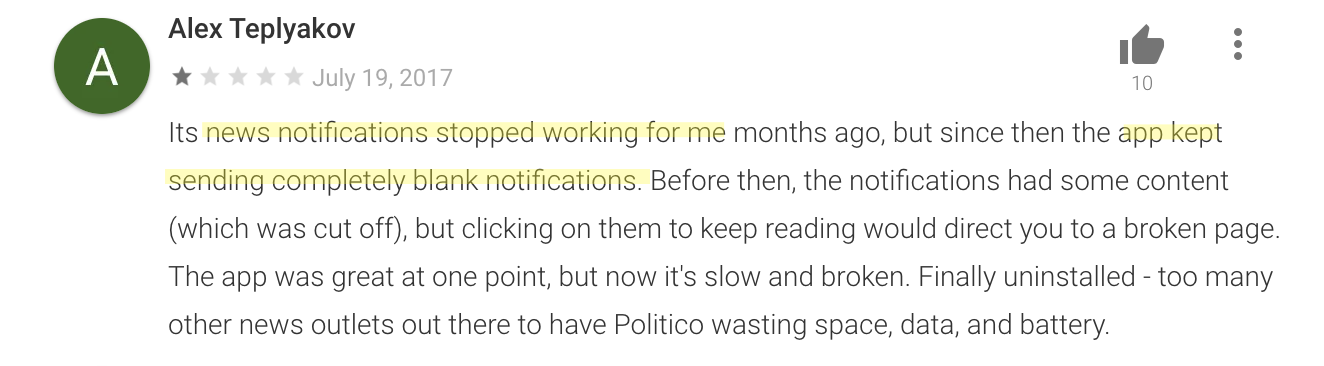 A
Alex Teplyakov
July 19, 2017
10
Its news notifications stopped working for me months ago, but since then the app kept
sending completely blank notifications. Before then, the notifications had some content
(which was cut off), but clicking on them to keep reading would direct you to a broken page.
The app was great at one point, but now it's slow and broken. Finally uninstalled - too many
other news outlets out there to have Politico wasting space, data, and battery.